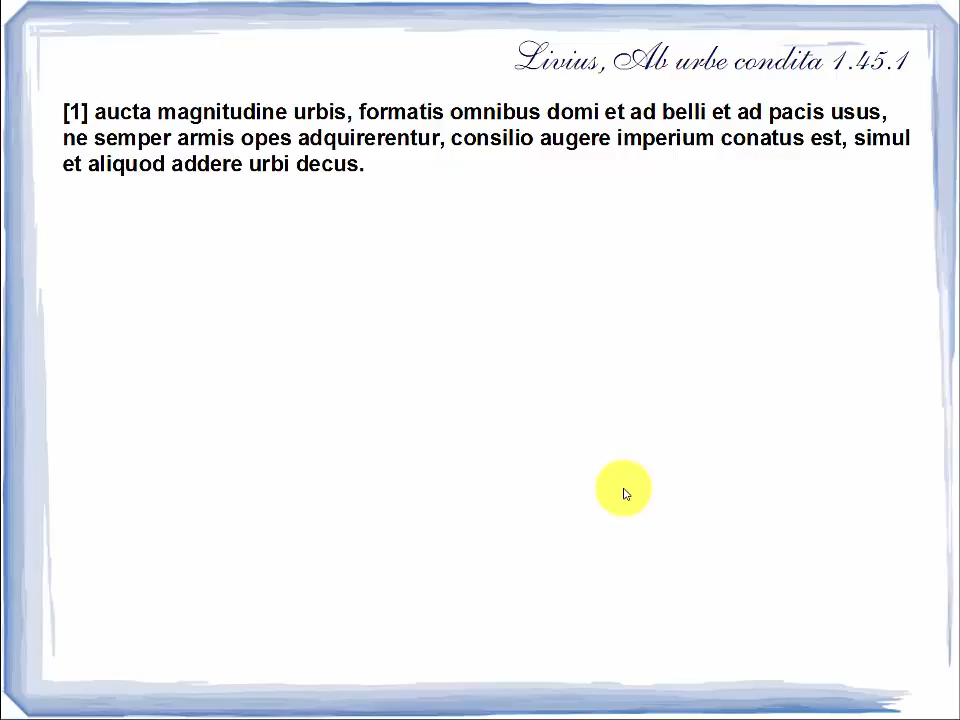 Livius, Ab urbe condita 1.45.1
[1] aucta magnitudine urbis, formatis omnibus domi et ad belli et ad pacis usus,
ne semper armis opes adquirerentur, consilio augere imperium conatus est, simul
et aliquod addere urbi decus.